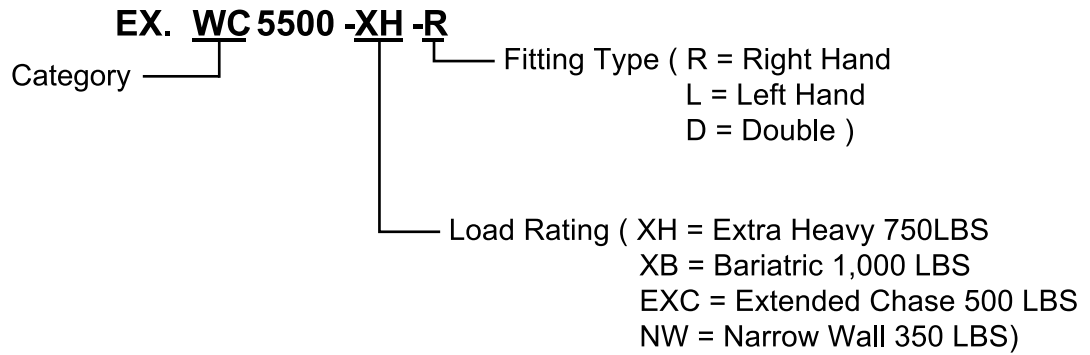 EX. WC 5500 -XH -R
Category
Fitting Type ( R = Right Hand
L = Left Hand
D = Double )
Load Rating ( XH = Extra Heavy 750LBS
XB = Bariatric 1,000 LBS
EXC = Extended Chase 500 LBS
NW = Narrow Wall 350 LBS)